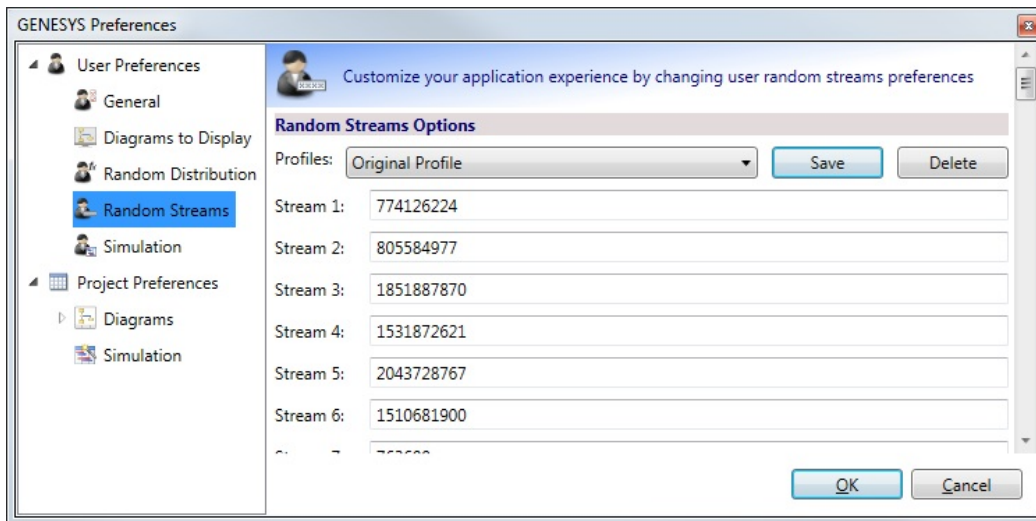 GENESYS Preferences
User Preferences
General
Diagrams to Display
Random Distribution
Random Streams
Simulation
Project Preferences
Diagrams
Simulation
Customize your application experience by changing user random streams preferences
Random Streams Options
Profiles: Original Profile Save Delete
Stream 1: 774126224
Stream 2: 805584977
Stream 3: 1851887870
Stream 4: 1531872621
Stream 5: 2043728767
Stream 6: 1510681900
OK Cancel